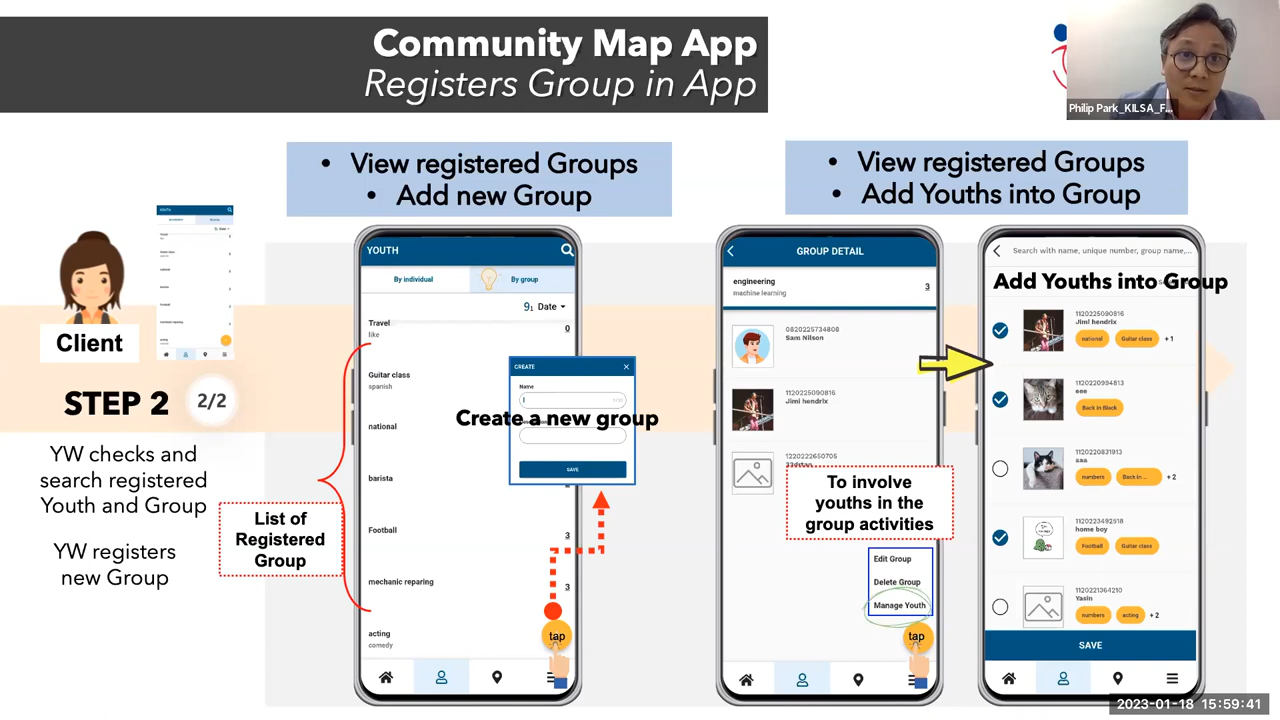 Community Map App
Registers Group in App
Philip Park_KILSA_F...
• View registered Groups
• Add new Group
• View registered Groups
• Add Youths into Group
Client
STEP 2
2/2
YW checks and
search registered
Youth and Group
YW registers
new Group
List of
Registered
Group
YOUTH
By individual
By group
Date
Travel
like
0
Guitar class
spanish
national
barista
Football
3
mechanic reparing
3
acting
comedy
CREATE
Name
Create a new group
SAVE
tap
GROUP DETAIL
engineering
machine learning
3
0820225734808
Sam Nilson
1120225090816
Jimi hendrix
1220222650705
To involve
youths in the
group activities
Edit Group
Delete Group
Manage Youth
tap
Search with name, unique number, group name,...
Add Youths into Group
1120225090816
Jimi hendrix
national
Guitar class
+ 1
1120220994813
eee
Back in Black
1120220831913
aaa
numbers
Back in ...
+ 2
1120223492518
home boy
Football
Guitar class
1120221364210
Yasin
numbers
acting
+ 2
SAVE
2023-01-18 15:59:41